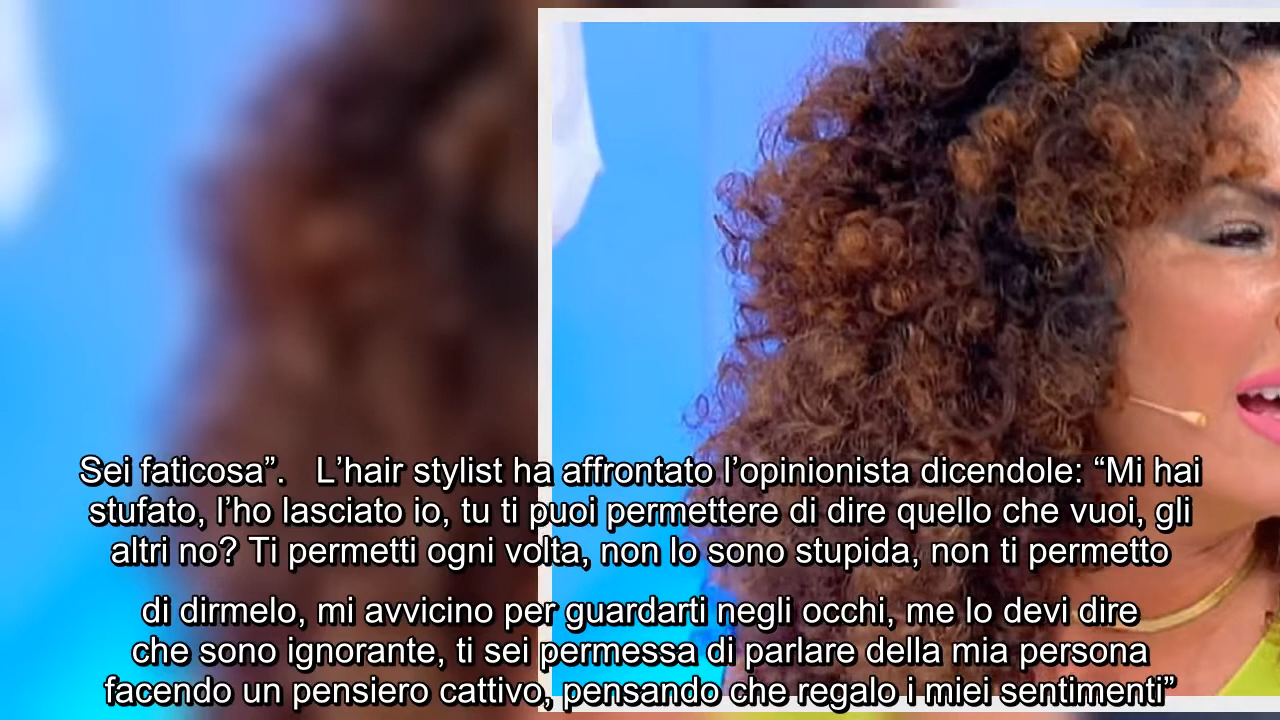 Sei faticosa”.   L’hair stylist ha affrontato l’opinionista dicendole: “Mi hai
stufato, l’ho lasciato io, tu ti puoi permettere di dire quello che vuoi, gli
altri no? Ti permetti ogni volta, non lo sono stupida, non ti permetto
di dirmelo, mi avvicino per guardarti negli occhi, me lo devi dire
che sono ignorante, ti sei permessa di parlare della mia persona
facendo un pensiero cattivo, pensando che regalo i miei sentimenti”